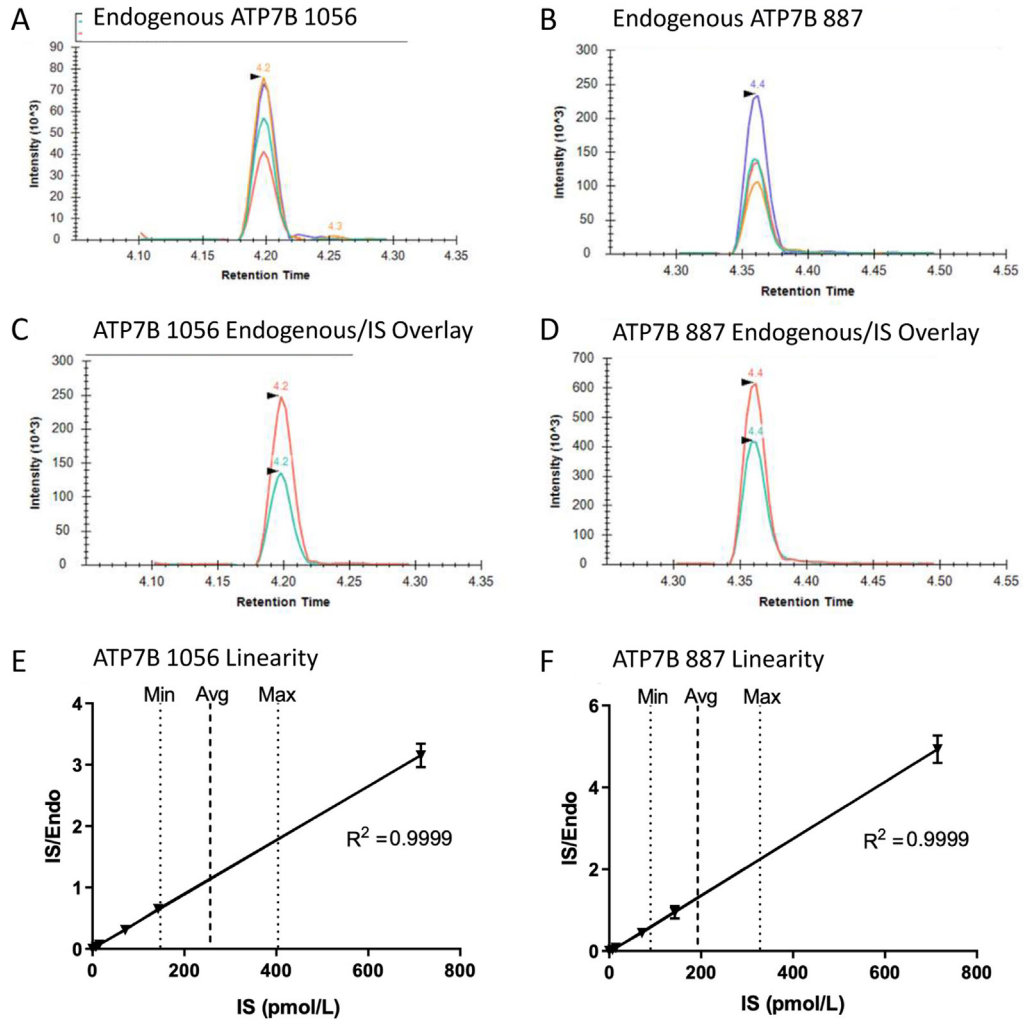 A Endogenous ATP7B 1056
90
80
70
60
50
40
30
20
10
0
Intensity (10^3)
4.2
4.3
4.10 4.15 4.20 4.25 4.30 4.35
Retention Time
B Endogenous ATP7B 887
300
250
200
150
100
50
0
Intensity (10^3)
4.4
4.30 4.35 4.40 4.45 4.50 4.55
Retention Time
C ATP7B 1056 Endogenous/IS Overlay
300
250
200
150
100
50
0
Intensity (10^3)
4.2
4.2
4.10 4.15 4.20 4.25 4.30 4.35
Retention Time
D ATP7B 887 Endogenous/IS Overlay
700
600
500
400
300
200
100
0
Intensity (10^3)
4.4
4.4
4.30 4.35 4.40 4.45 4.50 4.55
Retention Time
E ATP7B 1056 Linearity
Min Avg Max
4
3
2
1
0
IS/Endo
R² = 0.9999
0 200 400 600 800
IS (pmol/L)
F ATP7B 887 Linearity
Min Avg Max
6
4
2
0
IS/Endo
R² = 0.9999
0 200 400 600 800
IS (pmol/L)